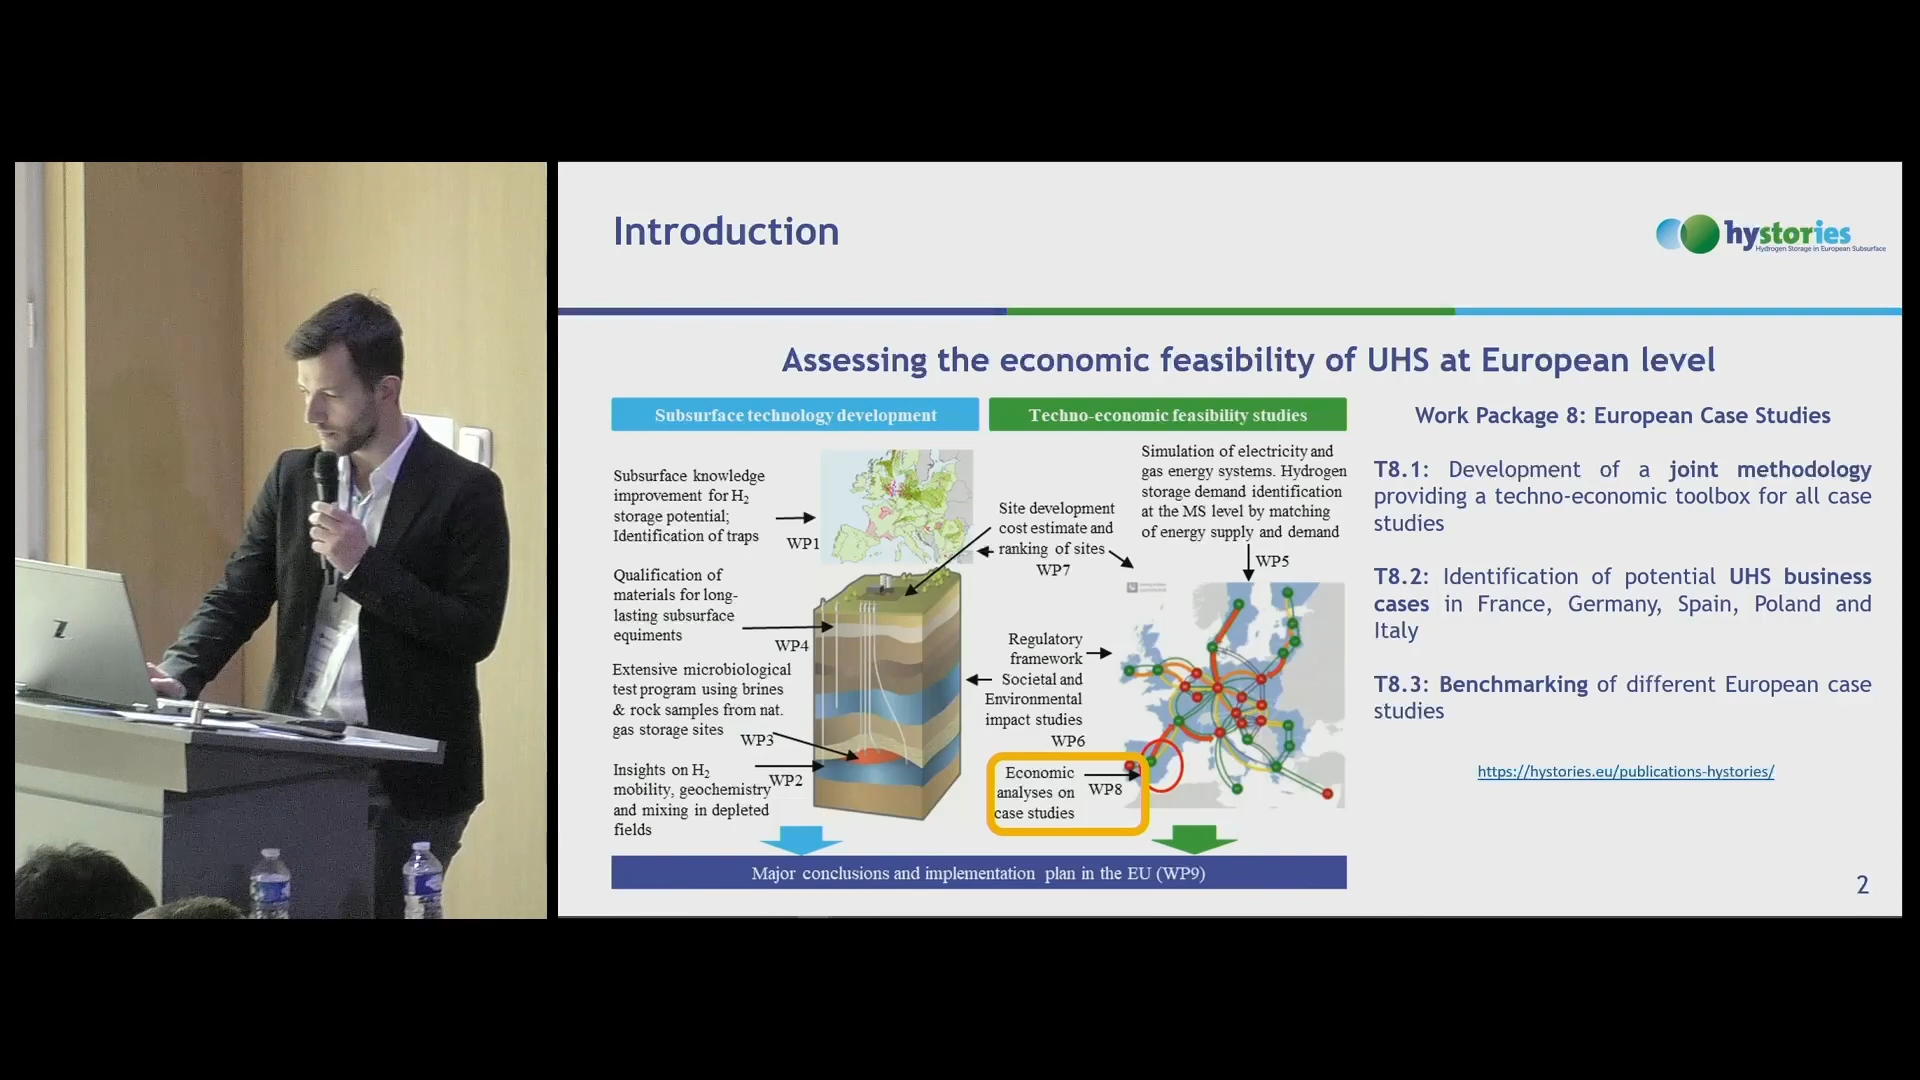 Introduction
hystories
Hydrogen Storage in European Subsurface
Assessing the economic feasibility of UHS at European level
Subsurface technology development
Techno-economic feasibility studies
Subsurface knowledge
improvement for H2
storage potential;
Identification of traps
WP1
Qualification of
materials for long-
lasting subsurface
equiments
WP4
Extensive microbiological
test program using brines
& rock samples from nat.
gas storage sites
WP3
Insights on H2
mobility, geochemistry
and mixing in depleted
fields
WP2
Site development
cost estimate and
ranking of sites
WP7
Simulation of electricity and
gas energy systems. Hydrogen
storage demand identification
at the MS level by matching
of energy supply and demand
WP5
Regulatory
framework
Societal and
Environmental
impact studies
WP6
Economic
analyses on
case studies
WP8
Major conclusions and implementation plan in the EU (WP9)
Work Package 8: European Case Studies
T8.1: Development of a joint methodology
providing a techno-economic toolbox for all case
studies
T8.2: Identification of potential UHS business
cases in France, Germany, Spain, Poland and
Italy
T8.3: Benchmarking of different European case
studies
https://hystories.eu/publications-hystories/
2